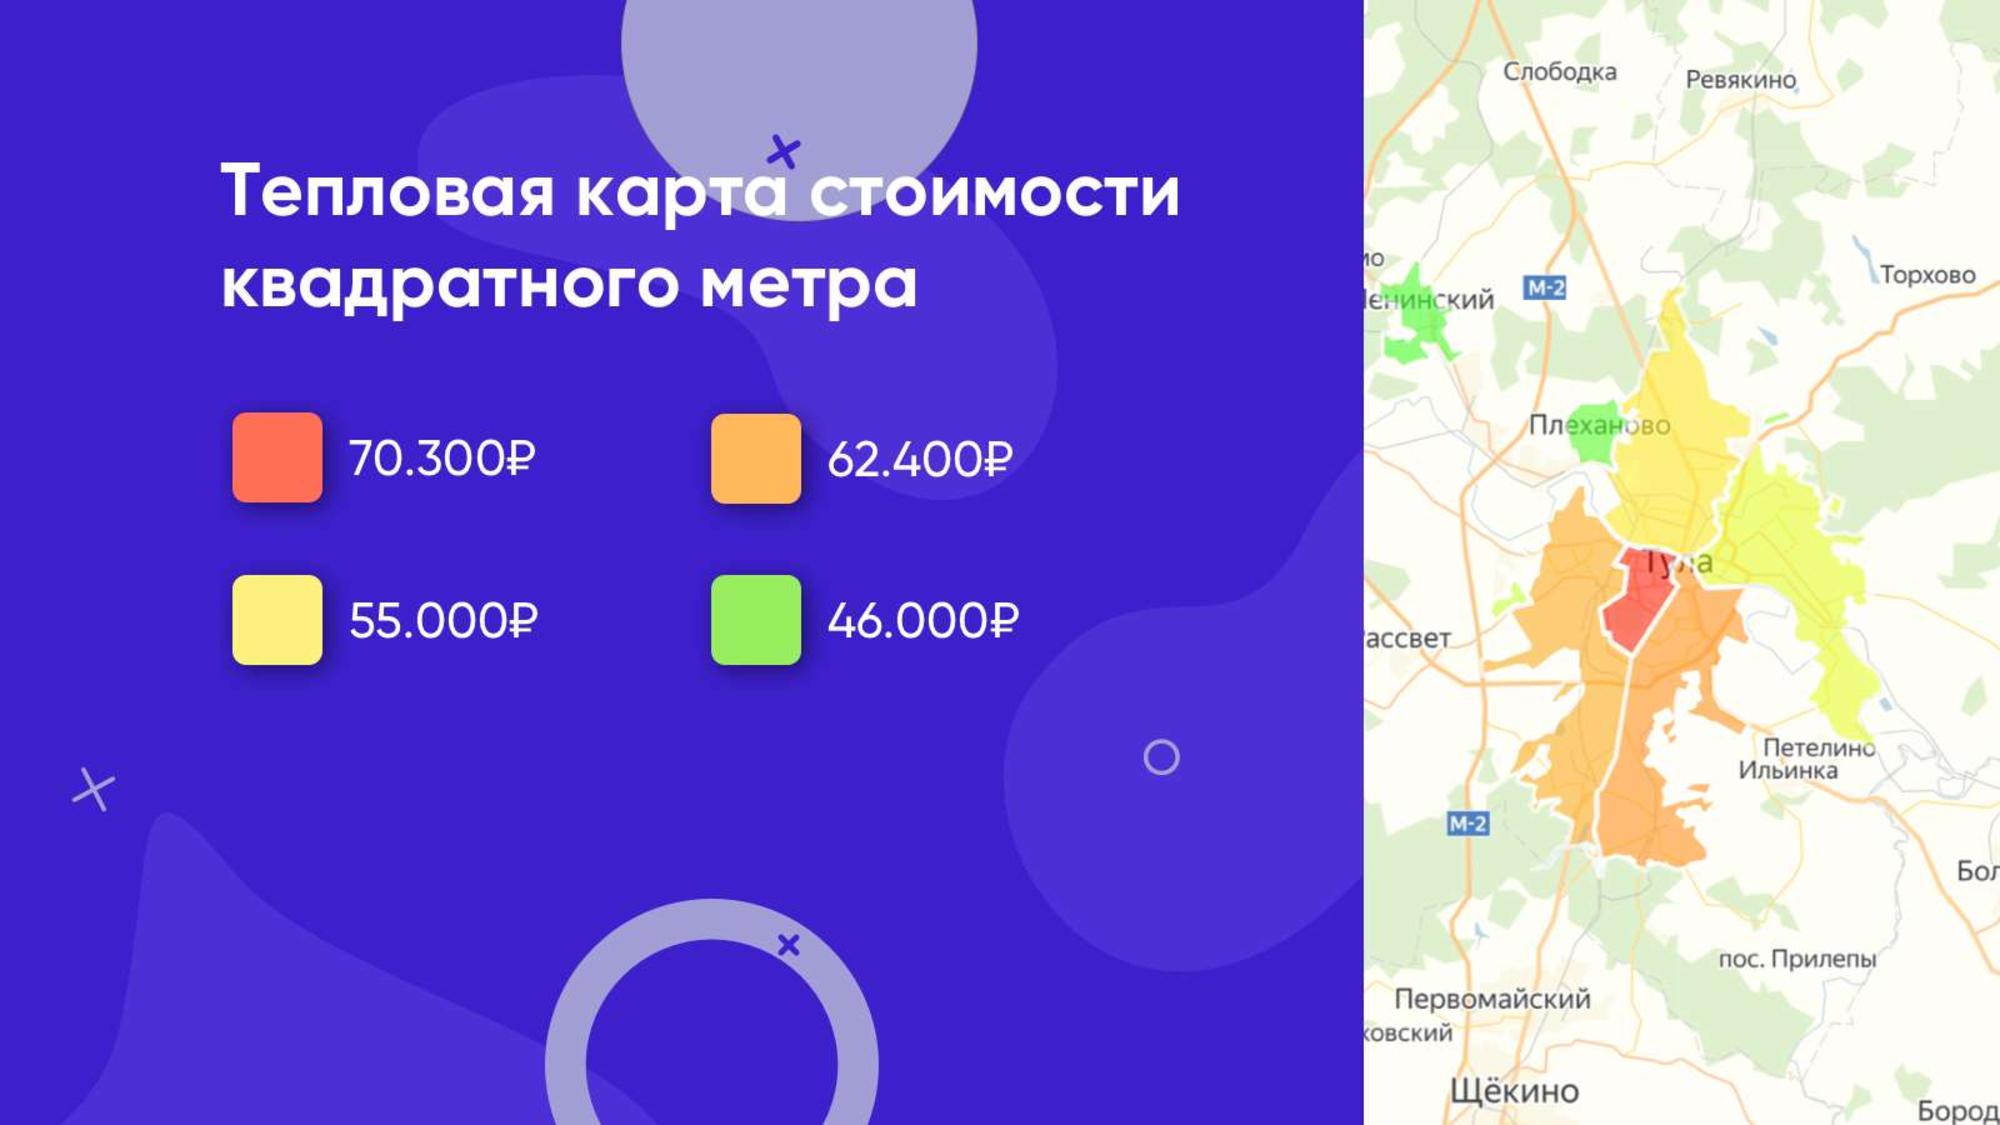 Тепловая карта стоимости
квадратного метра
70.300₽
62.400₽
55.000₽
46.000₽
Слободка
Ревякино
Торхово
М-2
Плеханово
Тула
Петелино
Ильинка
М-2
пос. Прилепы
Первомайский
Щёкино